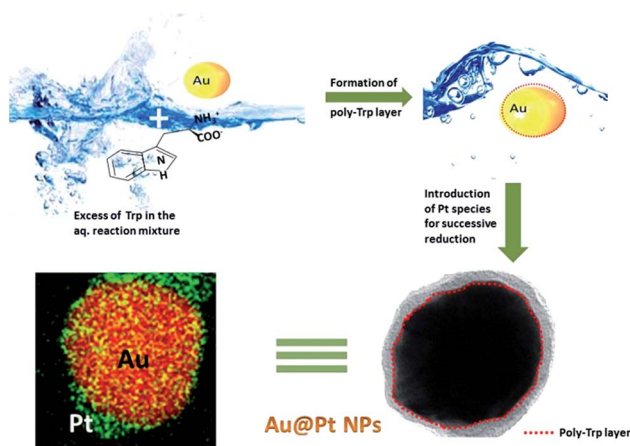 Au
+
NH₃⁺
COO⁻
N
H
Excess of Trp in the
aq. reaction mixture
Formation of
poly-Trp layer
Au
Introduction
of Pt species
for successive
reduction
Au
Pt
Au@Pt NPs
Poly-Trp layer